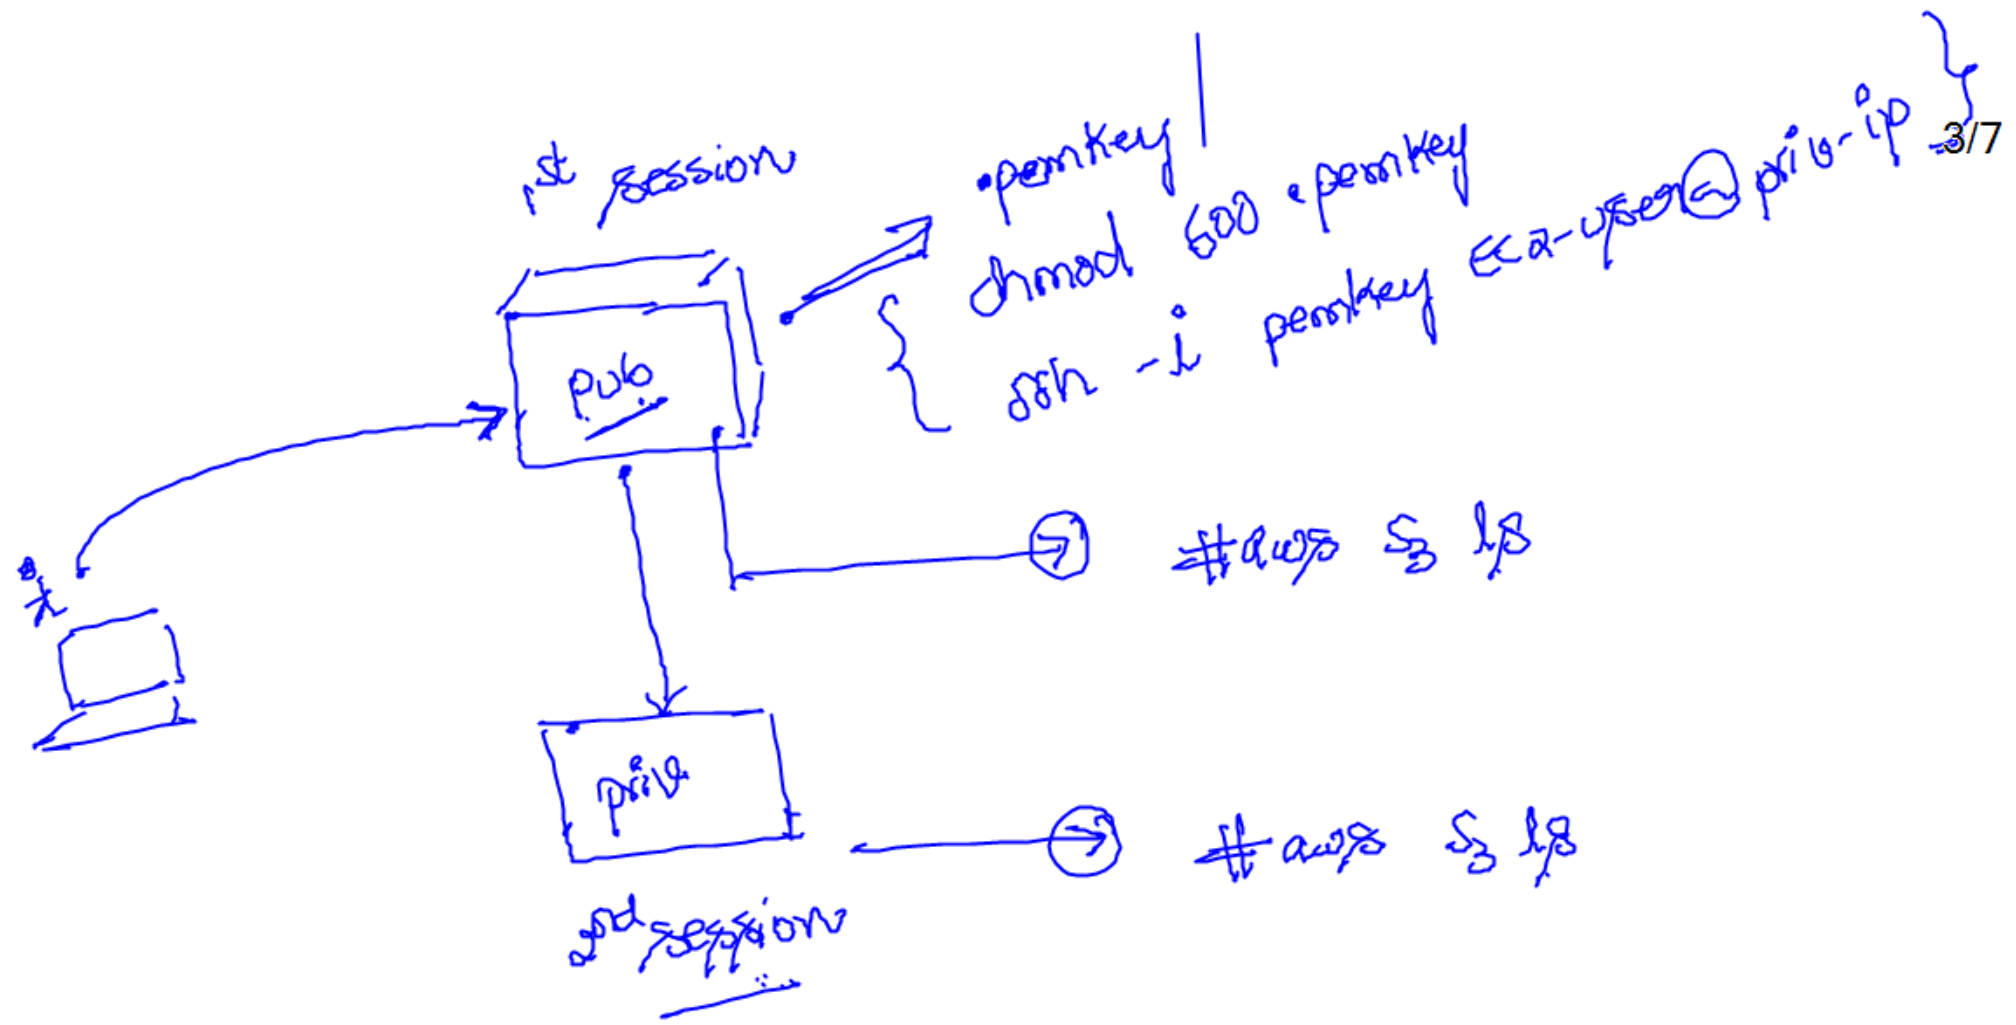 1st session
.pemkey
chmod 600 .pemkey
ssh -i pemkey ec2-user@priv-ip
3/7
pub
#aws s3 ls
priv
#aws s3 ls
2nd session